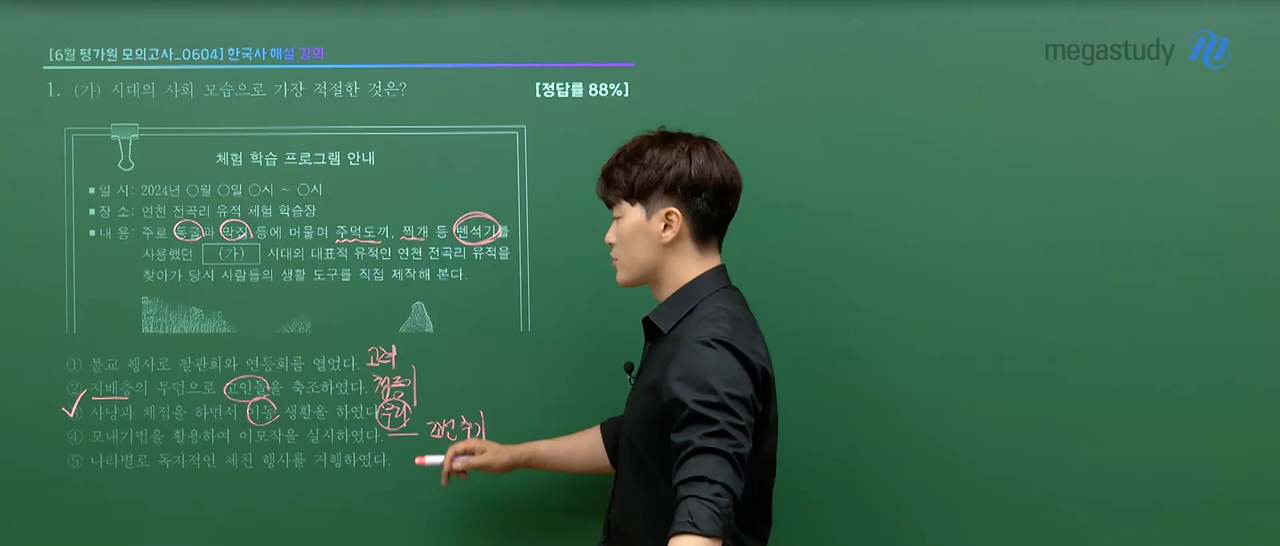 [6월 평가원 모의고사_0604] 한국사 해설 강의
megastudy
1. (가) 시대의 사회 모습으로 가장 적절한 것은?
[정답률 88%]
체험 학습 프로그램 안내
■ 일 시: 2024년 ○월 ○일 ○시 ~ ○시
■ 장 소: 연천 전곡리 유적 체험 학습장
■ 내 용: 주로 동굴과 막집 등에 머물며 주먹도끼, 찍개 등 뗀석기를
사용했던 (가) 시대의 대표적 유적인 연천 전곡리 유적을
찾아가 당시 사람들의 생활 도구를 직접 제작해 본다.
① 불교 행사로 팔관회와 연등회를 열었다. 고려
② 지배층의 무덤으로 고인돌을 축조하였다. 청동기
사냥과 채집을 하면서 이동 생활을 하였다
④ 모내기법을 활용하여 이모작을 실시하였다. 조선 후기
⑤ 나라별로 독자적인 제천 행사를 거행하였다.